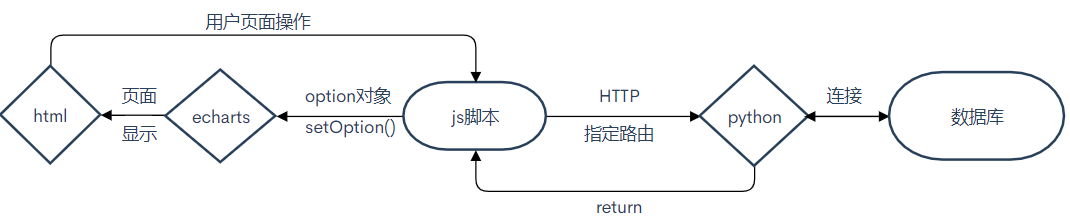 用户页面操作
html
页面
显示
echarts
option对象
setOption()
js脚本
HTTP
指定路由
python
连接
数据库
return